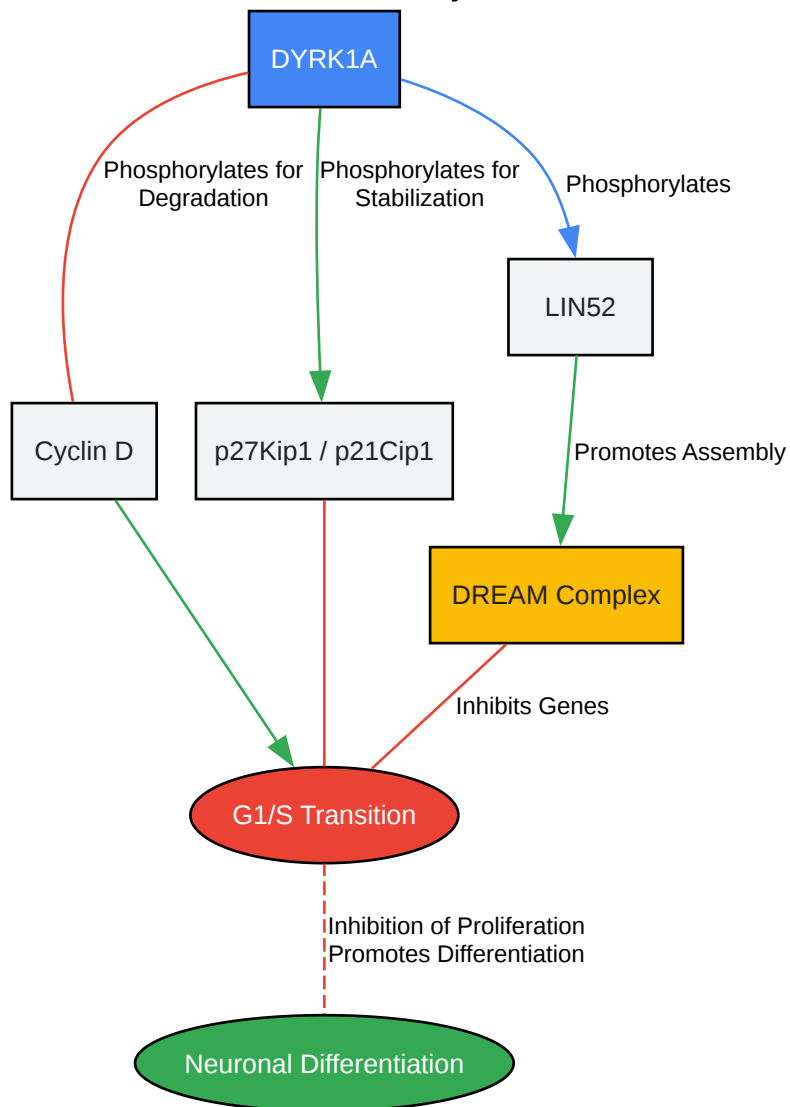 DYRK1A
Phosphorylates for
Degradation
Phosphorylates for
Stabilization
Phosphorylates
LIN52
Cyclin D
p27Kip1 / p21Cip1
Promotes Assembly
DREAM Complex
Inhibits Genes
G1/S Transition
Inhibition of Proliferation
Promotes Differentiation
Neuronal Differentiation